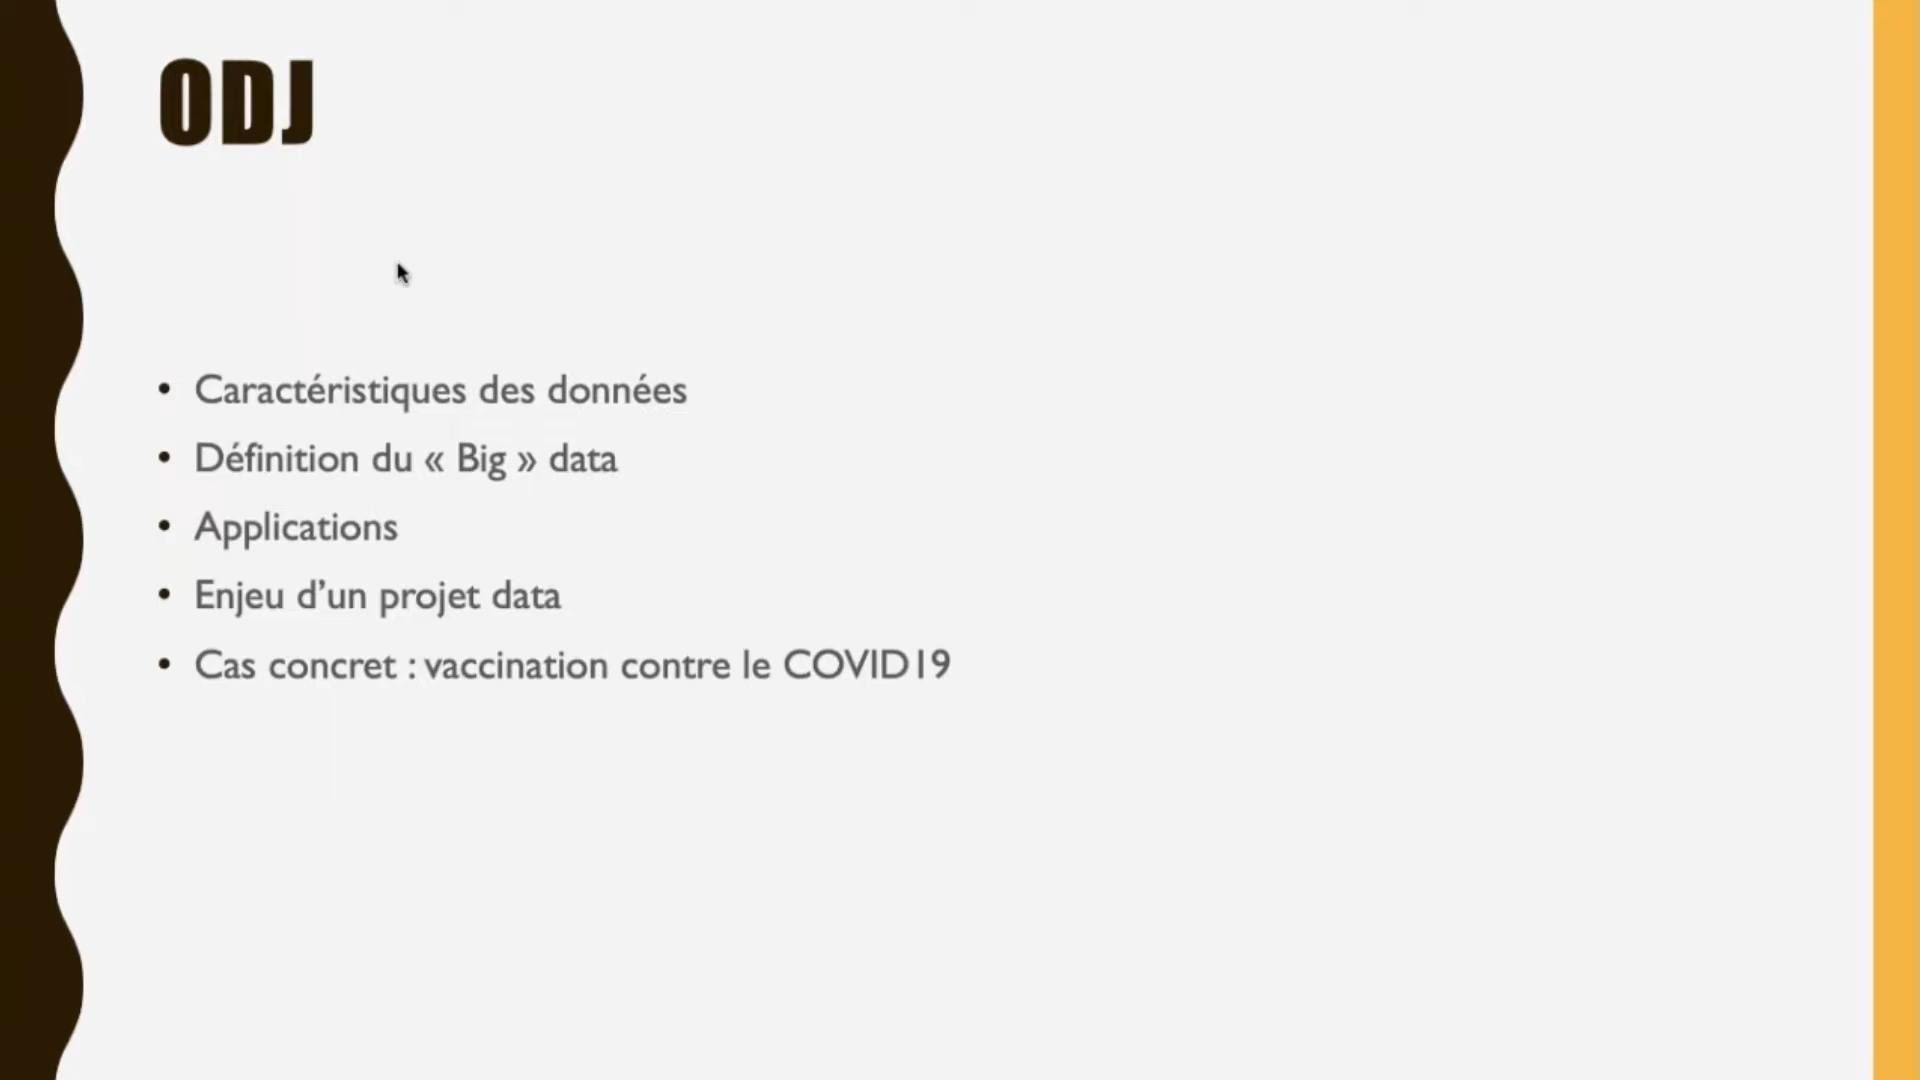 ODJ
• Caractéristiques des données
• Définition du « Big » data
• Applications
• Enjeu d’un projet data
• Cas concret : vaccination contre le COVID19